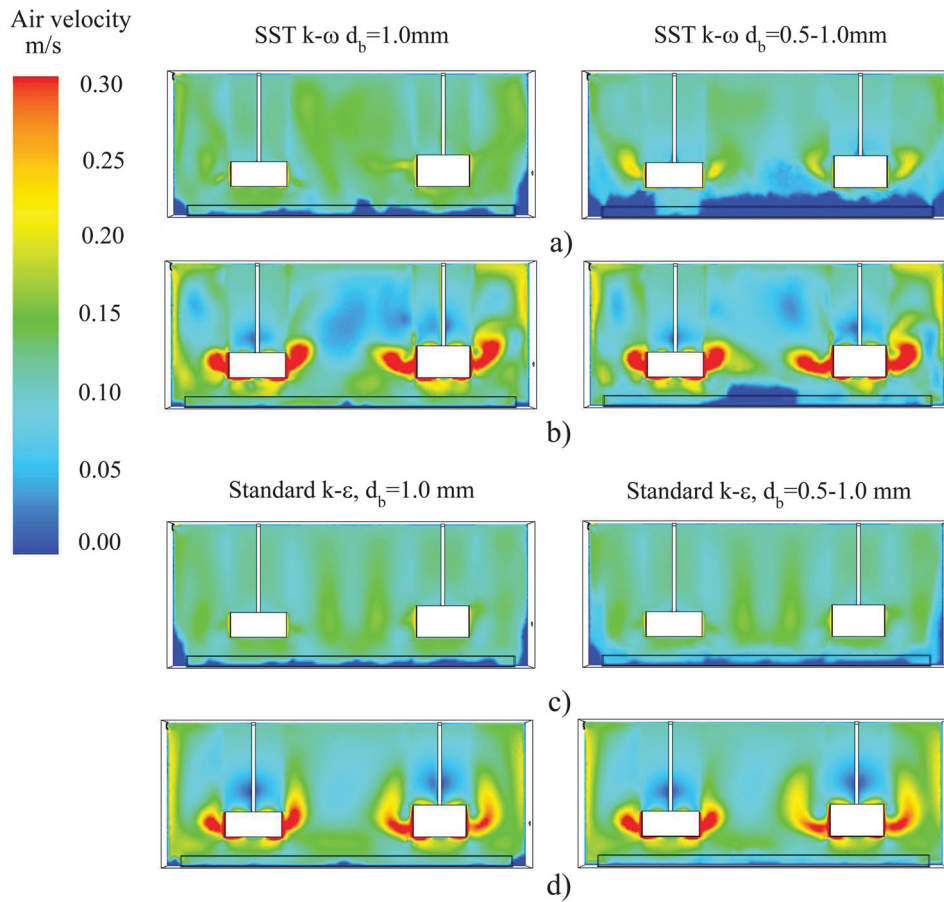 Air velocity
m/s
0.30
0.25
0.20
0.15
0.10
0.05
0.00
SST k-ω d_b=1.0mm
SST k-ω d_b=0.5-1.0mm
a)
b)
Standard k-ε, d_b=1.0 mm
Standard k-ε, d_b=0.5-1.0 mm
c)
d)